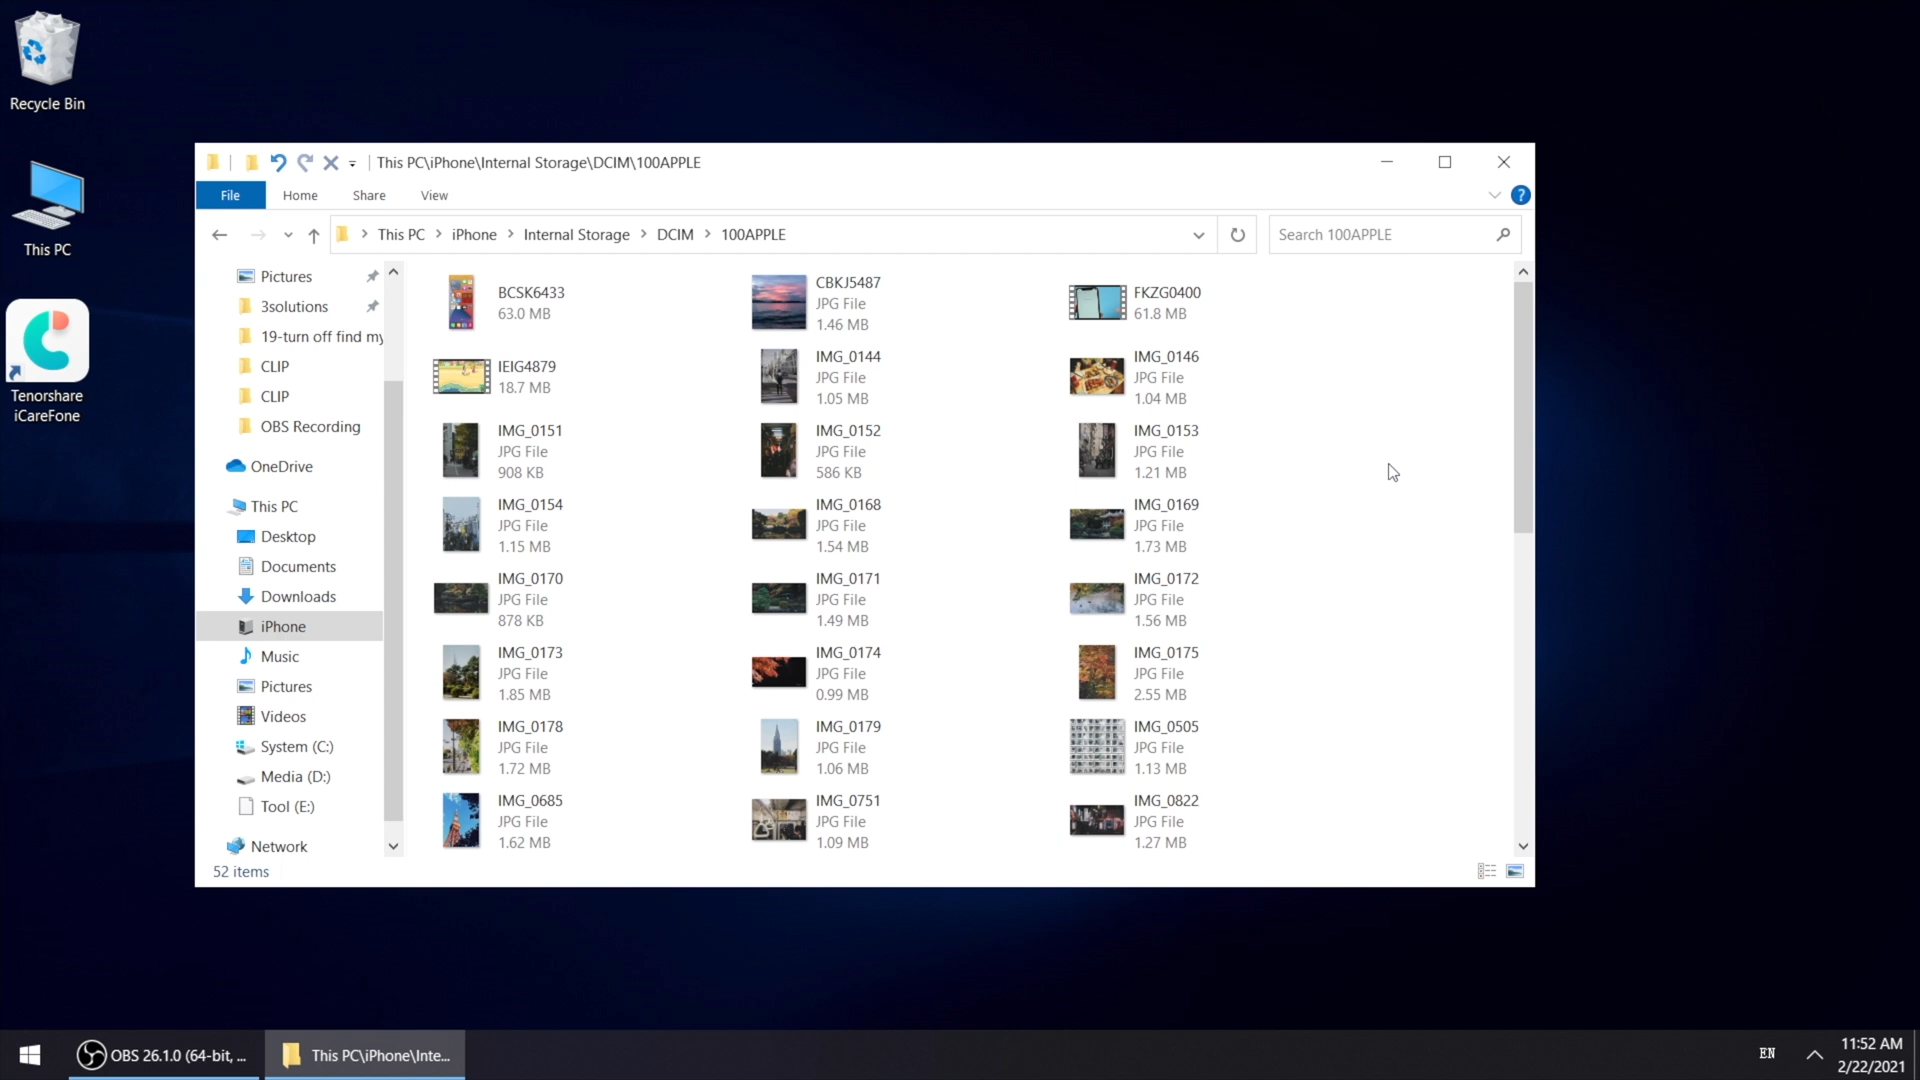 Recycle Bin
This PC
Tenorshare
iCareFone
This PC\iPhone\Internal Storage\DCIM\100APPLE
File Home Share View
?
This PC iPhone Internal Storage DCIM 100APPLE
Search 100APPLE
Pictures
3solutions
19-turn off find my
CLIP
CLIP
OBS Recording
OneDrive
This PC
Desktop
Documents
Downloads
iPhone
Music
Pictures
Videos
System (C:)
Media (D:)
Tool (E:)
Network
BCSK6433
63.0 MB
CBKJ5487
JPG File
1.46 MB
FKZG0400
61.8 MB
IEIG4879
18.7 MB
IMG_0144
JPG File
1.05 MB
IMG_0146
JPG File
1.04 MB
IMG_0151
JPG File
908 KB
IMG_0152
JPG File
586 KB
IMG_0153
JPG File
1.21 MB
IMG_0154
JPG File
1.15 MB
IMG_0168
JPG File
1.54 MB
IMG_0169
JPG File
1.73 MB
IMG_0170
JPG File
878 KB
IMG_0171
JPG File
1.49 MB
IMG_0172
JPG File
1.56 MB
IMG_0173
JPG File
1.85 MB
IMG_0174
JPG File
0.99 MB
IMG_0175
JPG File
2.55 MB
IMG_0178
JPG File
1.72 MB
IMG_0179
JPG File
1.06 MB
IMG_0505
JPG File
1.13 MB
IMG_0685
JPG File
1.62 MB
IMG_0751
JPG File
1.09 MB
IMG_0822
JPG File
1.27 MB
52 items
OBS 26.1.0 (64-bit, ...
This PC\iPhone\Inte...
EN
11:52 AM
2/22/2021